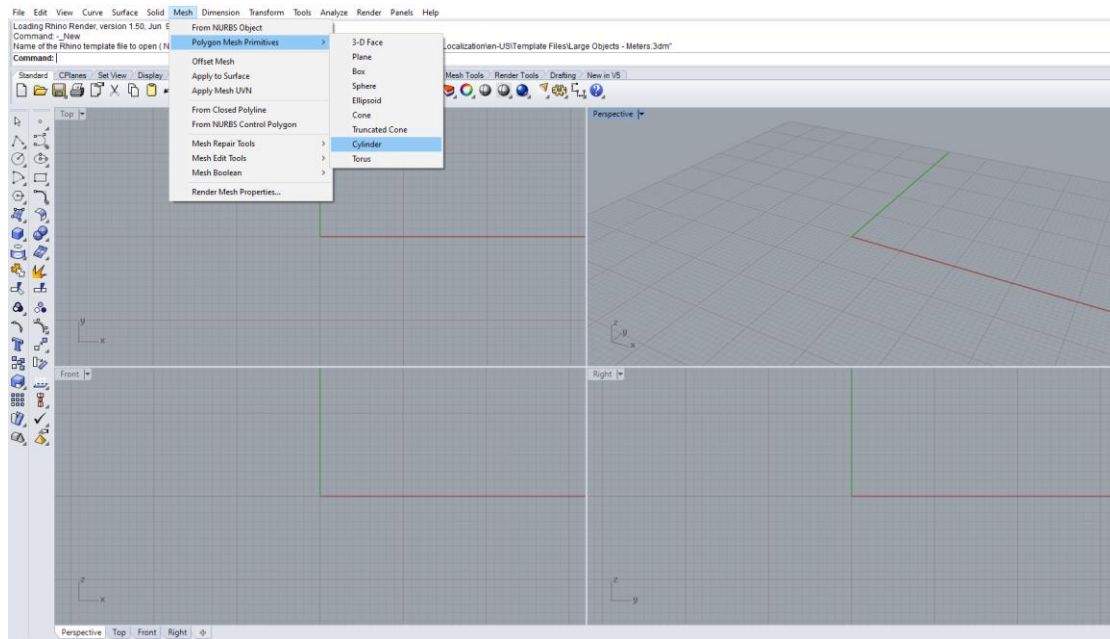 File Edit View Curve Surface Solid Mesh Dimension Transform Tools Analyze Render Panels Help
Loading Rhino Render, version 1.50, Jun 9
Command: -_New
Name of the Rhino template file to open ( N
Localization\en-US\Template Files\Large Objects - Meters.3dm"
Command:
Standard CPlanes Set View Display
Mesh Tools Render Tools Drafting New in V5
From NURBS Object
Polygon Mesh Primitives
Offset Mesh
Apply to Surface
Apply Mesh UVN
From Closed Polyline
From NURBS Control Polygon
Mesh Repair Tools
Mesh Edit Tools
Mesh Boolean
Render Mesh Properties...
3-D Face
Plane
Box
Sphere
Ellipsoid
Cone
Truncated Cone
Cylinder
Torus
Top
y
x
Perspective
z
y
x
Front
z
x
Right
z
y
Perspective Top Front Right